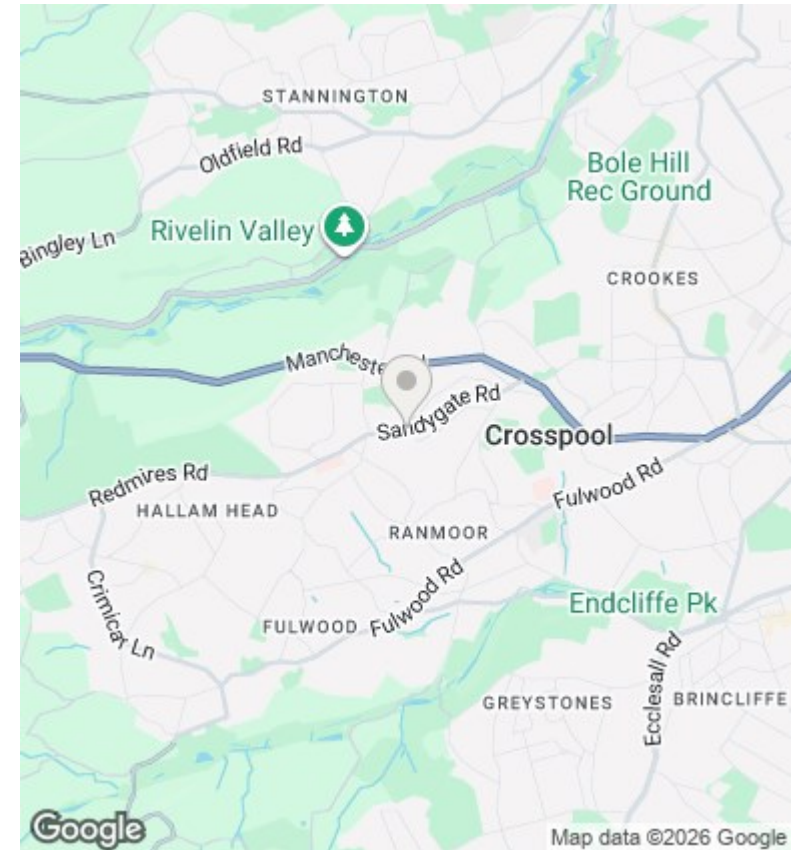 STANNINGTON
Oldfield Rd
Bole Hill
Rec Ground
Bingley Ln
Rivelin Valley
CROOKES
Manchester Rd
Sandygate Rd
Crosspool
Redmires Rd
Fulwood Rd
HALLAM HEAD
RANMOOR
Crimicar Ln
Fulwood Rd
Endcliffe Pk
FULWOOD
Ecclesall Rd
GREYSTONES
BRINCLIFFE
Google
Map data ©2026 Google